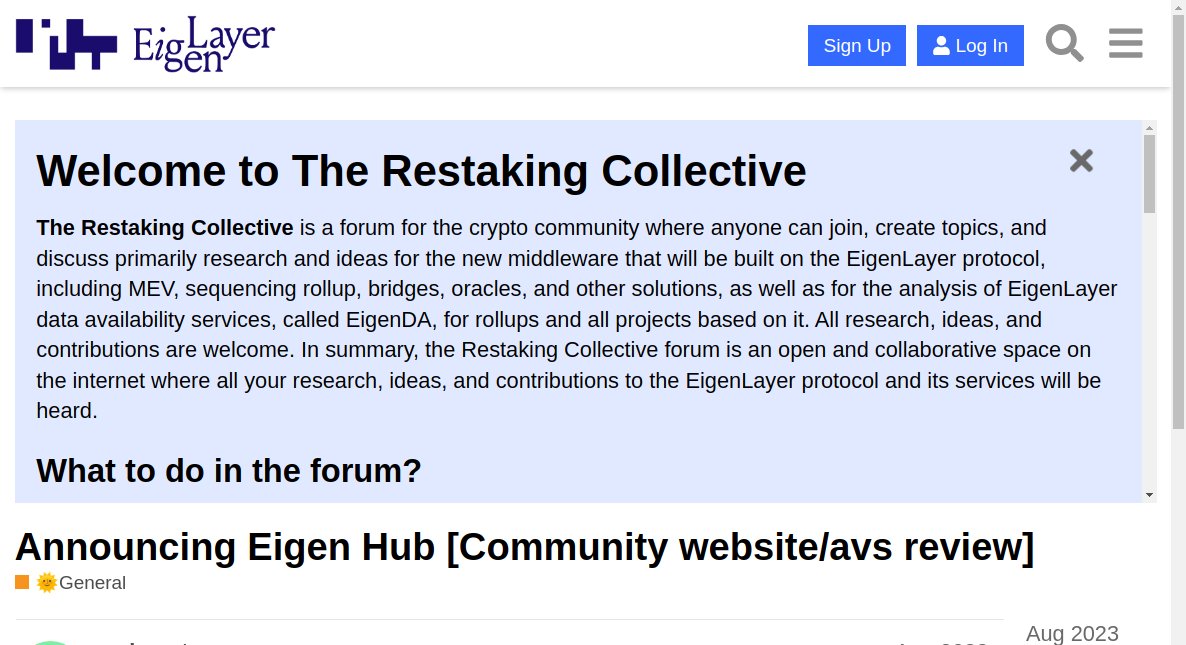 EigLayer
gen
Sign Up
Log In
Welcome to The Restaking Collective
The Restaking Collective is a forum for the crypto community where anyone can join, create topics, and
discuss primarily research and ideas for the new middleware that will be built on the EigenLayer protocol,
including MEV, sequencing rollup, bridges, oracles, and other solutions, as well as for the analysis of EigenLayer
data availability services, called EigenDA, for rollups and all projects based on it. All research, ideas, and
contributions are welcome. In summary, the Restaking Collective forum is an open and collaborative space on
the internet where all your research, ideas, and contributions to the EigenLayer protocol and its services will be
heard.
What to do in the forum?
Announcing Eigen Hub [Community website/avs review]
🌞General
Aug 2023